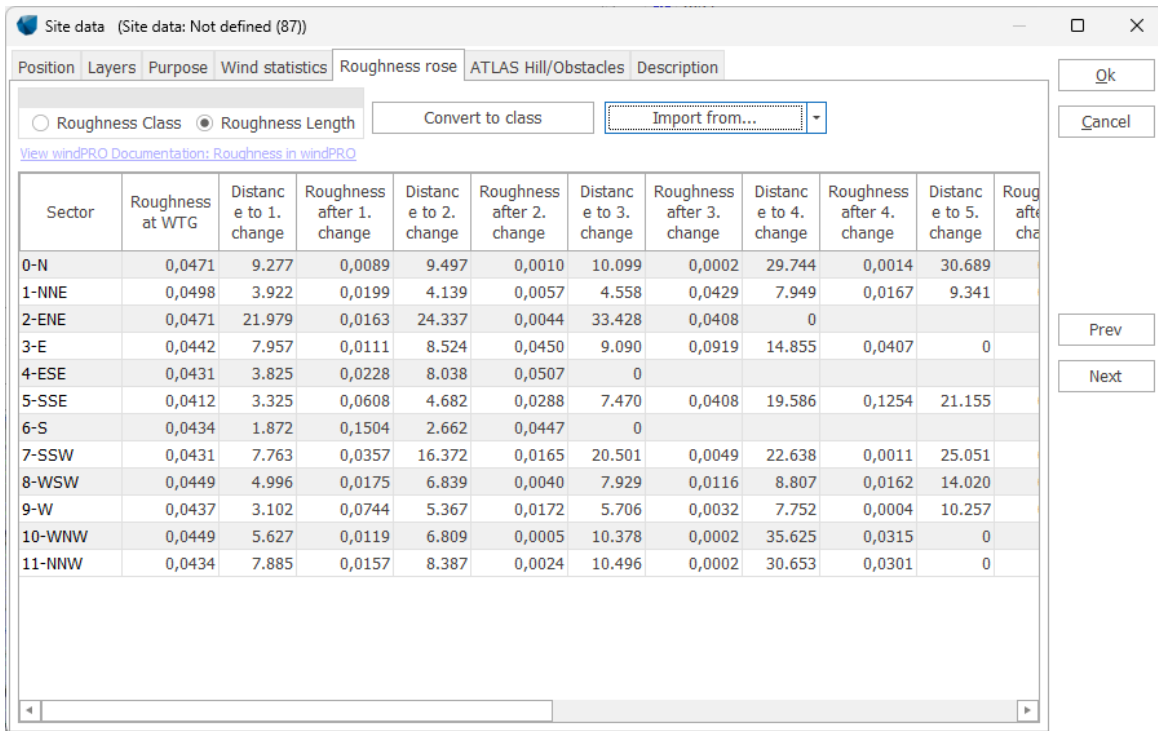 Site data (Site data: Not defined (87))
Position Layers Purpose Wind statistics Roughness rose ATLAS Hill/Obstacles Description
Ok
Roughness Class Roughness Length Convert to class Import from...
Cancel
View windPRO Documentation: Roughness in windPRO
Sector Roughness at WTG Distanc e to 1. change Roughness after 1. change Distanc e to 2. change Roughness after 2. change Distanc e to 3. change Roughness after 3. change Distanc e to 4. change Roughness after 4. change Distanc e to 5. change Roug afte cha
0-N 0,0471 9.277 0,0089 9.497 0,0010 10.099 0,0002 29.744 0,0014 30.689
1-NNE 0,0498 3.922 0,0199 4.139 0,0057 4.558 0,0429 7.949 0,0167 9.341
2-ENE 0,0471 21.979 0,0163 24.337 0,0044 33.428 0,0408 0
3-E 0,0442 7.957 0,0111 8.524 0,0450 9.090 0,0919 14.855 0,0407 0
4-ESE 0,0431 3.825 0,0228 8.038 0,0507 0
5-SSE 0,0412 3.325 0,0608 4.682 0,0288 7.470 0,0408 19.586 0,1254 21.155
6-S 0,0434 1.872 0,1504 2.662 0,0447 0
7-SSW 0,0431 7.763 0,0357 16.372 0,0165 20.501 0,0049 22.638 0,0011 25.051
8-WSW 0,0449 4.996 0,0175 6.839 0,0040 7.929 0,0116 8.807 0,0162 14.020
9-W 0,0437 3.102 0,0744 5.367 0,0172 5.706 0,0032 7.752 0,0004 10.257
10-WNW 0,0449 5.627 0,0119 6.809 0,0005 10.378 0,0002 35.625 0,0315 0
11-NNW 0,0434 7.885 0,0157 8.387 0,0024 10.496 0,0002 30.653 0,0301 0
Prev
Next